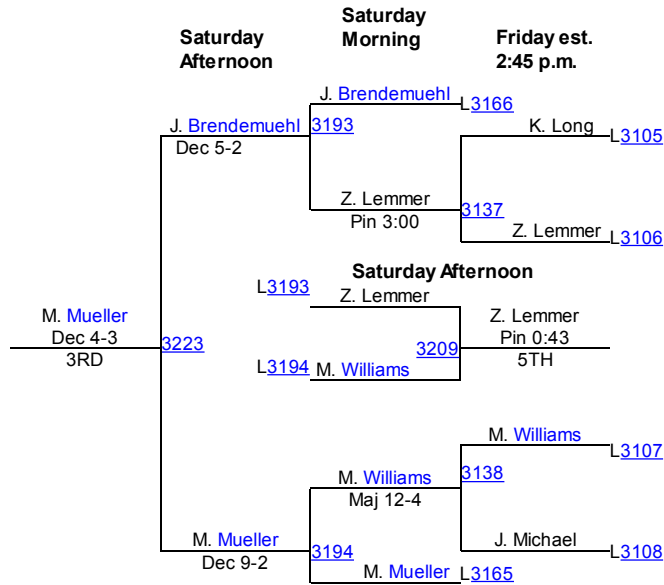 Saturday Afternoon
Saturday Morning
Friday est. 2:45 p.m.
J. Brendemuehl
L3166
J. Brendemuehl
3193
K. Long
L3105
Dec 5-2
Z. Lemmer
3137
Pin 3:00
Z. Lemmer
L3106
Saturday Afternoon
L3193
Z. Lemmer
Z. Lemmer
M. Mueller
Dec 4-3
Pin 0:43
3223
3209
3RD
5TH
L3194
M. Williams
M. Williams
L3107
M. Williams
3138
Maj 12-4
M. Mueller
3194
J. Michael
L3108
Dec 9-2
M. Mueller
L3165